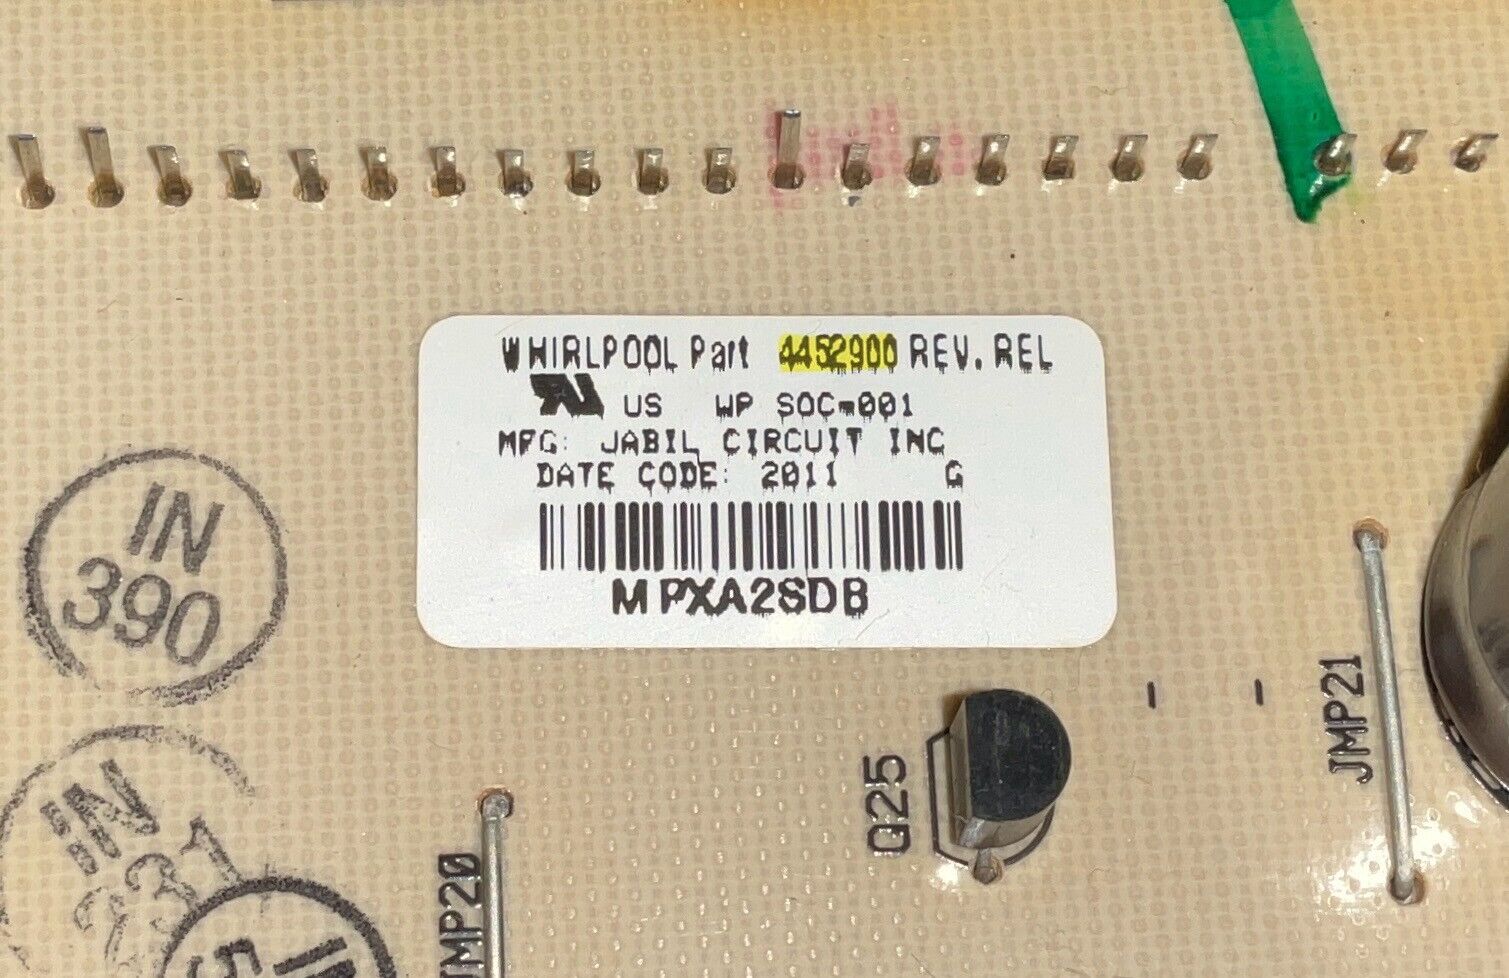 WHIRLPOOL Part 4452900 REV. REL
US WP SOC-001
MFG: JABIL CIRCUIT INC
DATE CODE: 2011 G
MPXA2SDB
IN
390
JMP21
Q25
JMP20
IN